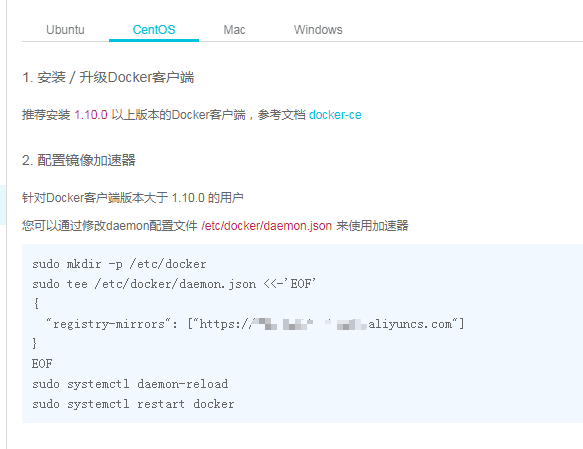 Ubuntu CentOS Mac Windows
1. 安装 / 升级Docker客户端
推荐安装 1.10.0 以上版本的Docker客户端，参考文档 docker-ce
2. 配置镜像加速器
针对Docker客户端版本大于 1.10.0 的用户
您可以通过修改daemon配置文件 /etc/docker/daemon.json 来使用加速器
sudo mkdir -p /etc/docker
sudo tee /etc/docker/daemon.json <<-'EOF'
{
"registry-mirrors": ["https:// aliyuncs.com"]
}
EOF
sudo systemctl daemon-reload
sudo systemctl restart docker